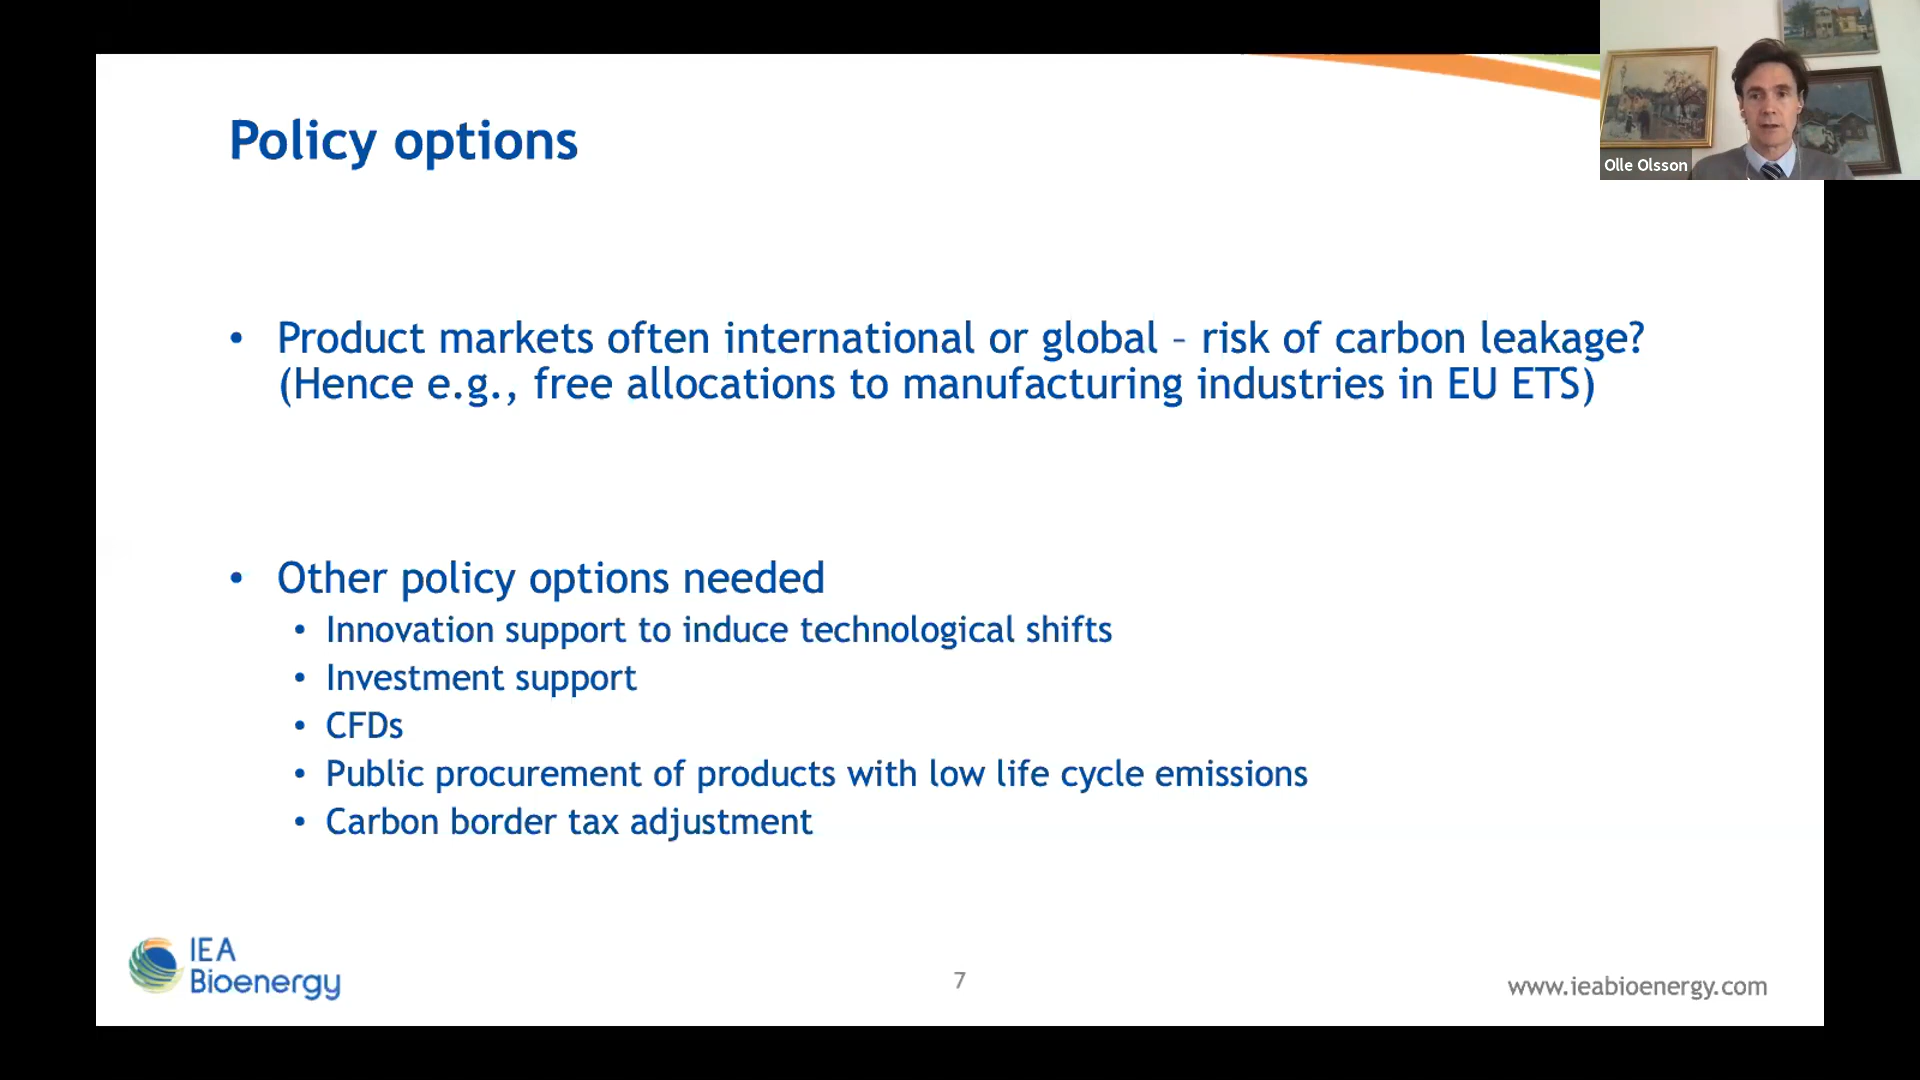 Policy options
Olle Olsson
• Product markets often international or global – risk of carbon leakage?
(Hence e.g., free allocations to manufacturing industries in EU ETS)
• Other policy options needed
• Innovation support to induce technological shifts
• Investment support
• CFDs
• Public procurement of products with low life cycle emissions
• Carbon border tax adjustment
IEA
Bioenergy
7
www.ieabioenergy.com